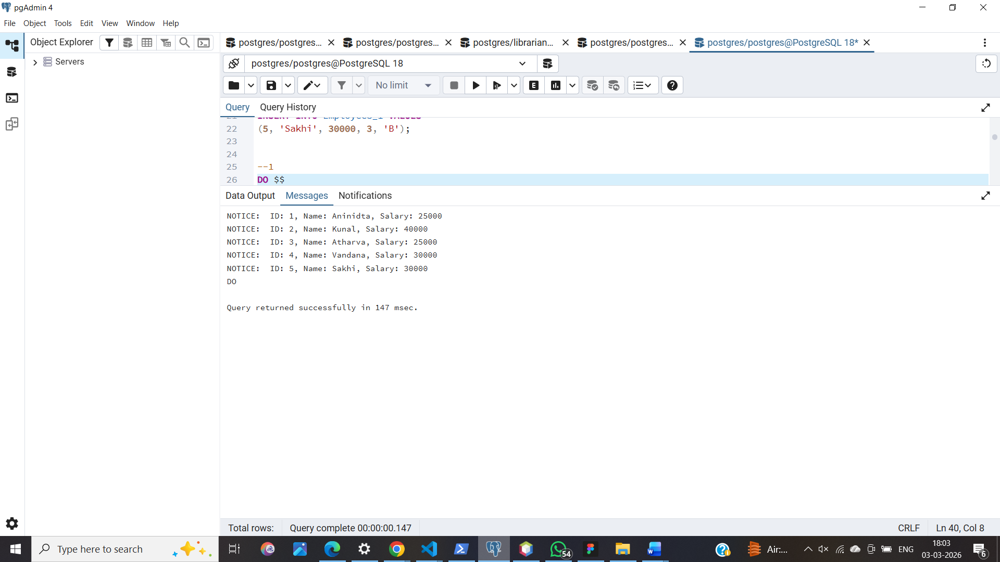 pgAdmin 4
File Object Tools Edit View Window Help
Object Explorer
Servers
postgres/postgres... postgres/postgres... postgres/librarian... postgres/postgres... postgres/postgres@PostgreSQL 18*
postgres/postgres@PostgreSQL 18
No limit
E
Query Query History
21 INSERT INTO Employees_1 VALUES
22 (5, 'Sakhi', 30000, 3, 'B');
23
24
25 --1
26 DO $$
Data Output Messages Notifications
NOTICE:  ID: 1, Name: Aninidta, Salary: 25000
NOTICE:  ID: 2, Name: Kunal, Salary: 40000
NOTICE:  ID: 3, Name: Atharva, Salary: 25000
NOTICE:  ID: 4, Name: Vandana, Salary: 30000
NOTICE:  ID: 5, Name: Sakhi, Salary: 30000
DO
Query returned successfully in 147 msec.
Total rows: Query complete 00:00:00.147 CRLF Ln 40, Col 8
Type here to search 54 W Air:... ENG 18:03
03-03-2026 6